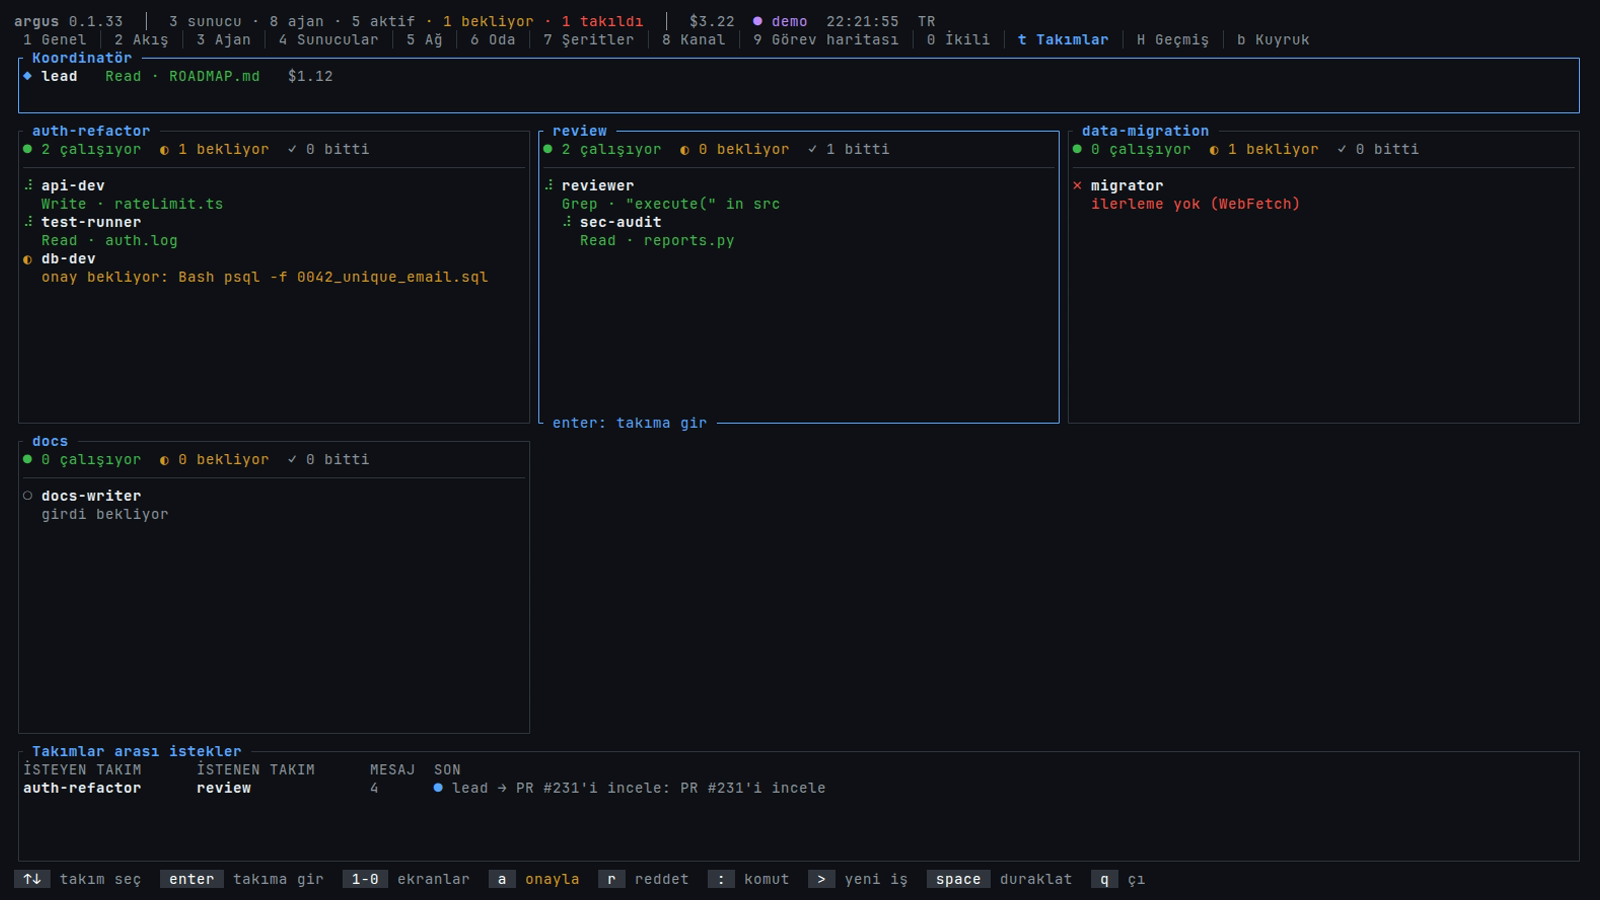 argus 0.1.33 │ 3 sunucu · 8 ajan · 5 aktif · 1 bekliyor · 1 takıldı │ $3.22 ● demo 22:21:55 TR
1 Genel │ 2 Akış │ 3 Ajan │ 4 Sunucular │ 5 Ağ │ 6 Oda │ 7 Şeritler │ 8 Kanal │ 9 Görev haritası │ 0 İkili │ t Takımlar │ H Geçmiş │ b Kuyruk
Koordinatör
◆ lead Read · ROADMAP.md $1.12
auth-refactor
● 2 çalışıyor ◐ 1 bekliyor ✓ 0 bitti
api-dev
Write · rateLimit.ts
test-runner
Read · auth.log
◐ db-dev
onay bekliyor: Bash psql -f 0042_unique_email.sql
review
● 2 çalışıyor ◐ 0 bekliyor ✓ 1 bitti
reviewer
Grep · "execute(" in src
sec-audit
Read · reports.py
enter: takıma gir
data-migration
● 0 çalışıyor ◐ 1 bekliyor ✓ 0 bitti
✕ migrator
ilerleme yok (WebFetch)
docs
● 0 çalışıyor ◐ 0 bekliyor ✓ 0 bitti
○ docs-writer
girdi bekliyor
Takımlar arası istekler
İSTEYEN TAKIM İSTENEN TAKIM MESAJ SON
auth-refactor review 4 ● lead → PR #231'i incele: PR #231'i incele
↑↓ takım seç enter takıma gir 1-0 ekranlar a onayla r reddet : komut > yeni iş space duraklat q çı